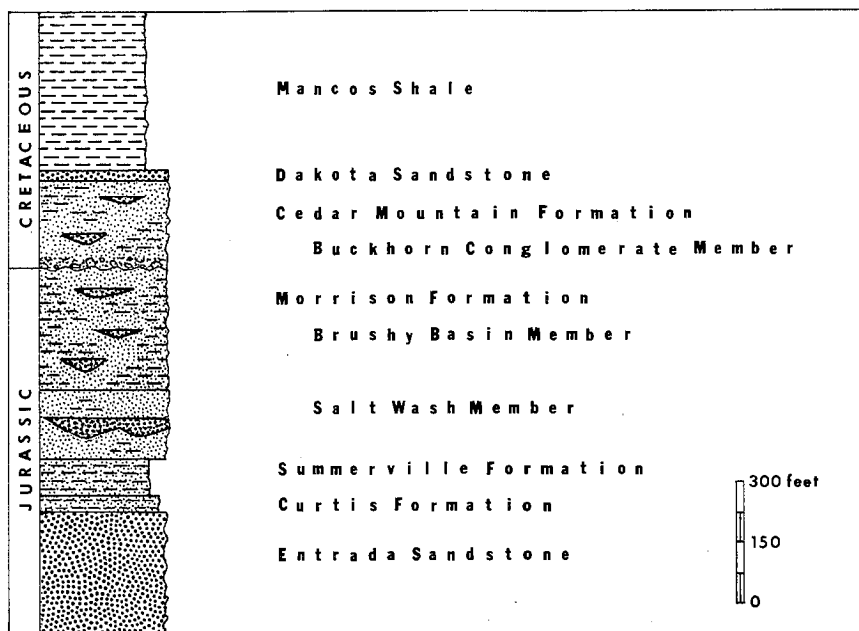 CRETACEOUS
JURASSIC
Mancos Shale
Dakota Sandstone
Cedar Mountain Formation
Buckhorn Conglomerate Member
Morrison Formation
Brushy Basin Member
Salt Wash Member
Summerville Formation
Curtis Formation
Entrada Sandstone
300 feet
150
0